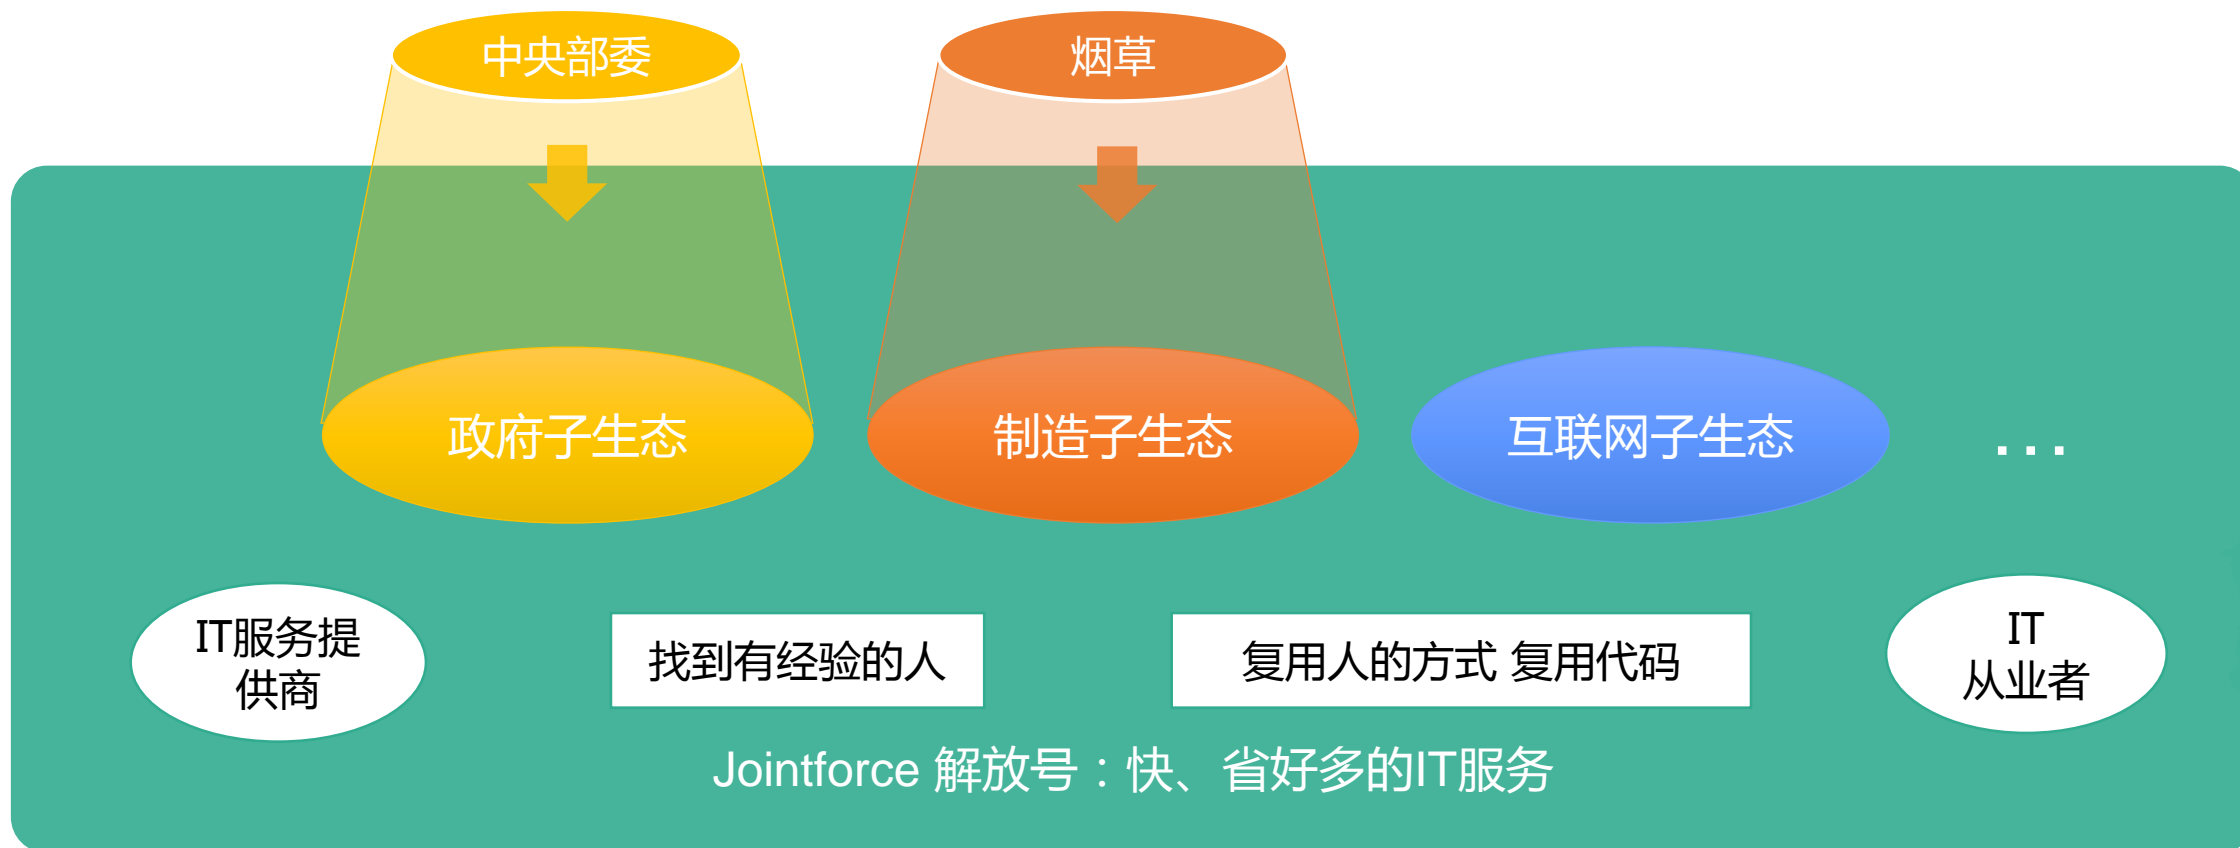 中央部委
烟草
政府子生态
制造子生态
互联网子生态
...
IT服务提
供商
找到有经验的人
复用人的方式 复用代码
IT
从业者
Jointforce 解放号：快、省好多的IT服务